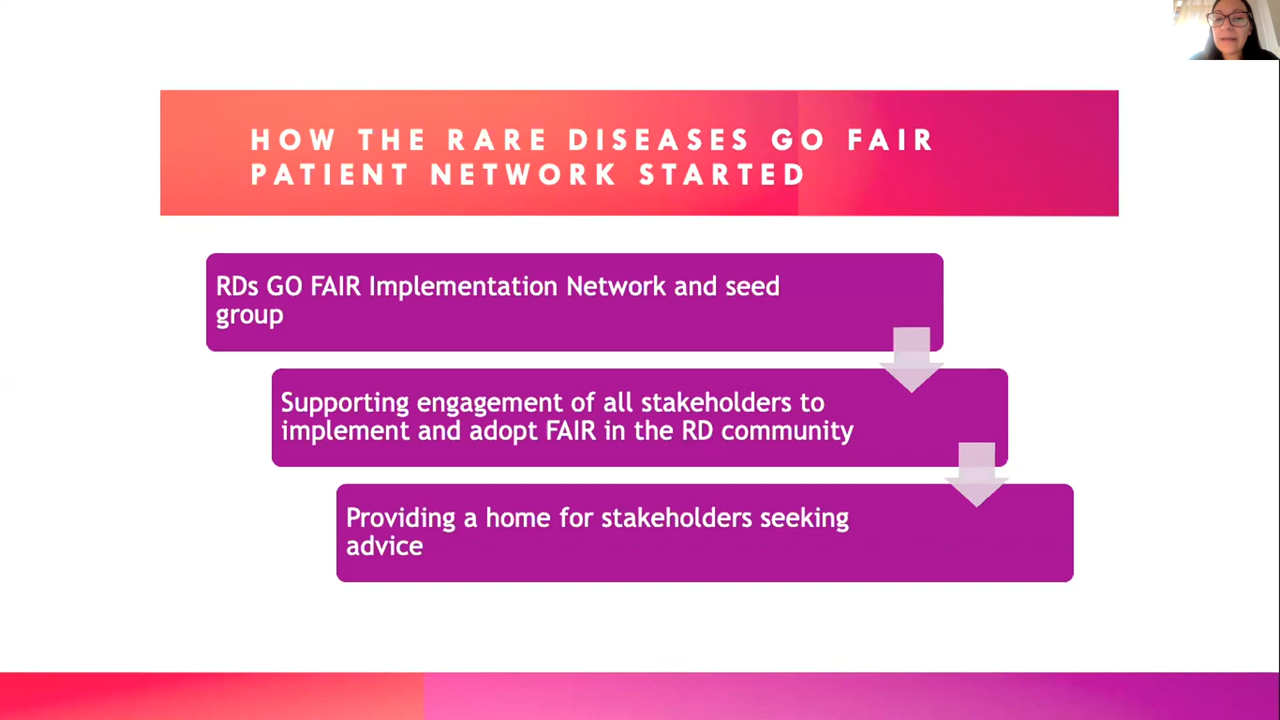 HOW THE RARE DISEASES GO FAIR
PATIENT NETWORK STARTED
RDs GO FAIR Implementation Network and seed
group
Supporting engagement of all stakeholders to
implement and adopt FAIR in the RD community
Providing a home for stakeholders seeking
advice